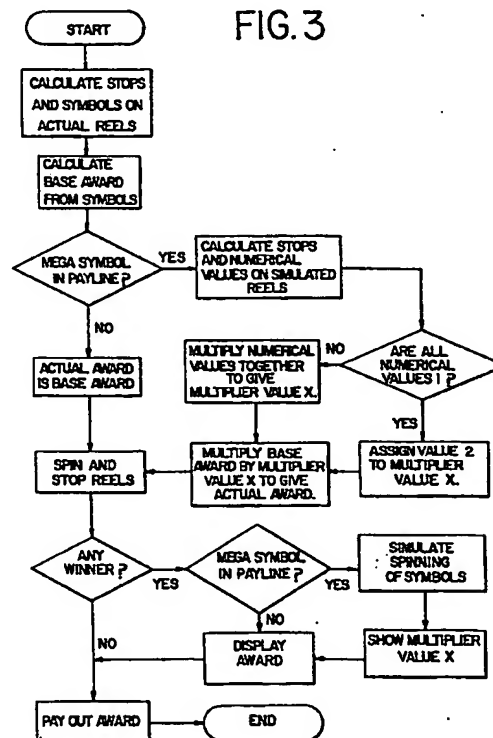 FIG. 3
START
CALCULATE STOPS
AND SYMBOLS ON
ACTUAL REELS
CALCULATE
BASE AWARD
FROM SYMBOLS
MEGA SYMBOL
IN PAYLINE?
YES
CALCULATE STOPS
AND NUMERICAL
VALUES ON SIMULATED
REELS
NO
ARE ALL
NUMERICAL
VALUES 1?
NO
MULTIPLY NUMERICAL
VALUES TOGETHER
TO GIVE
MULTIPLIER VALUE X.
ACTUAL AWARD
IS BASE AWARD
YES
ASSIGN VALUE 2
TO MULTIPLIER
VALUE X.
MULTIPLY BASE
AWARD BY MULTIPLIER
VALUE X TO GIVE
ACTUAL AWARD.
SPIN AND
STOP REELS
ANY
WINNER?
YES
MEGA SYMBOL
IN PAYLINE?
YES
SIMULATE
SPINNING
OF SYMBOLS
NO
NO
SHOW MULTIPLIER
VALUE X
DISPLAY
AWARD
PAY OUT AWARD
END